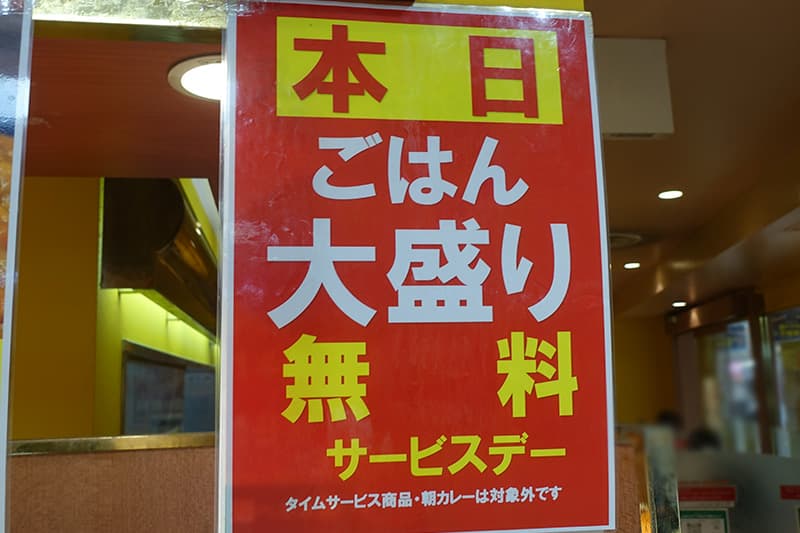 本日
ごはん
大盛り
無料
サービスデー
タイムサービス商品・朝カレーは対象外です